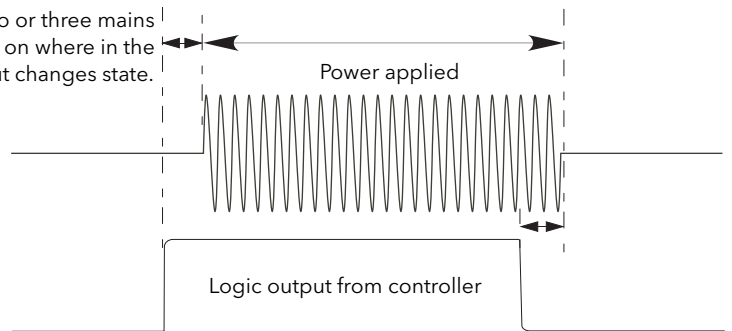 o or three mains
on where in the
t changes state.
Power applied
Logic output from controller